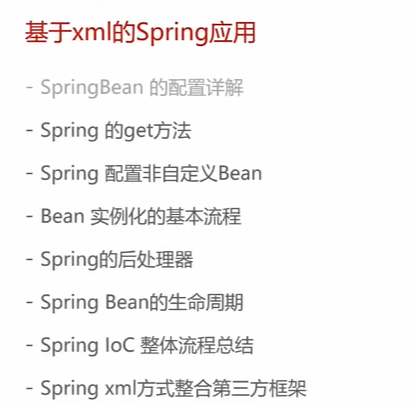 基于xml的Spring应用
- SpringBean 的配置详解
- Spring 的get方法
- Spring 配置非自定义Bean
- Bean 实例化的基本流程
- Spring的后处理器
- Spring Bean的生命周期
- Spring IoC 整体流程总结
- Spring xml方式整合第三方框架